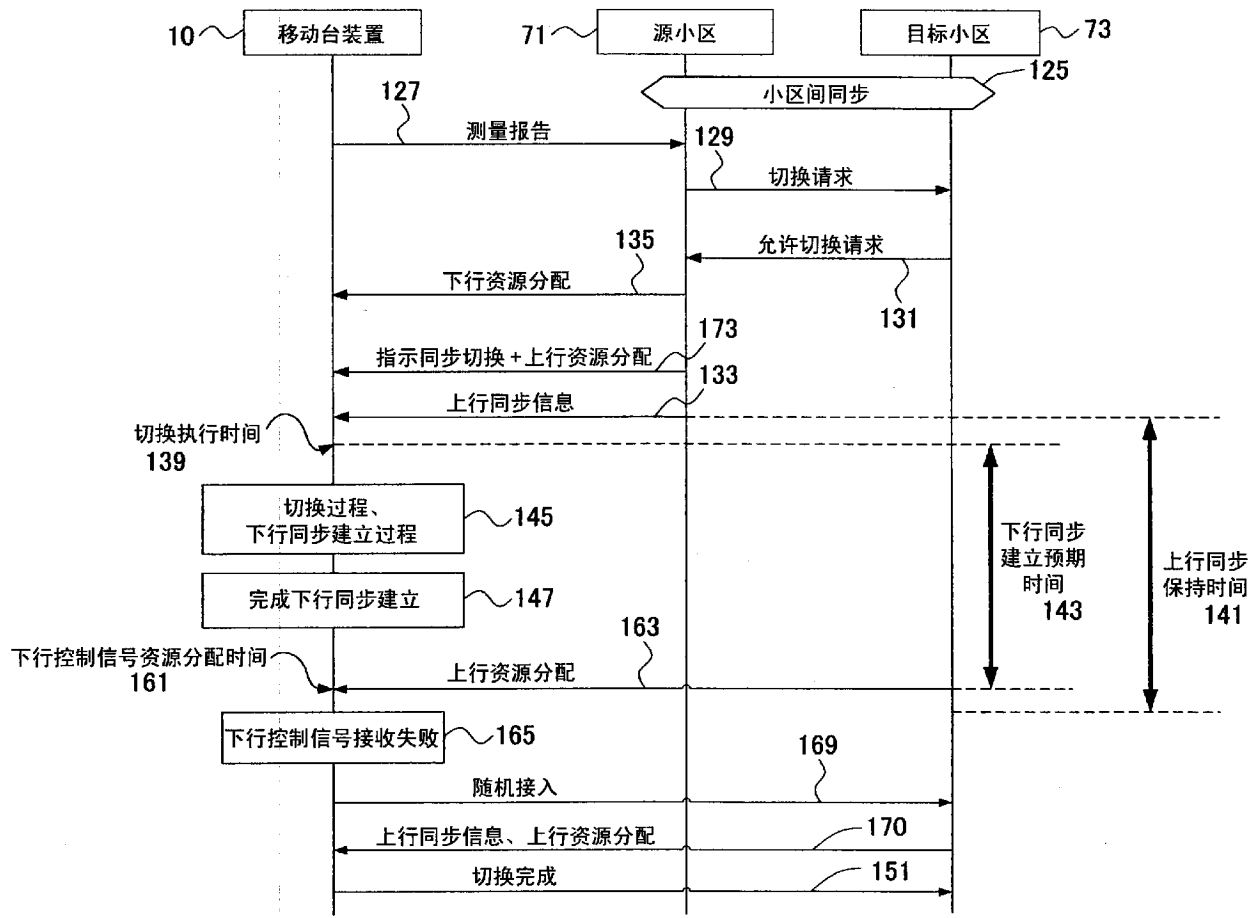 10 移动台装置 71 源小区 目标小区 73
125
小区间同步
127
测量报告
129
切换请求
135
允许切换请求
下行资源分配
131
173
指示同步切换+上行资源分配
133
上行同步信息
切换执行时间
139
切换过程、
下行同步建立过程
145
下行同步
建立预期
时间
143
上行同步
保持时间
141
完成下行同步建立
147
163
下行控制信号资源分配时间
161
上行资源分配
下行控制信号接收失败
165
169
随机接入
上行同步信息、上行资源分配
170
切换完成
151